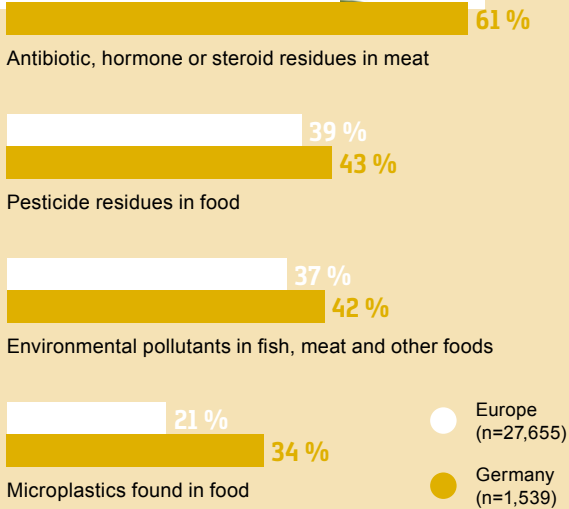 61 %
Antibiotic, hormone or steroid residues in meat
39 %
43 %
Pesticide residues in food
37 %
42 %
Environmental pollutants in fish, meat and other foods
21 %
34 %
Microplastics found in food
Europe
(n=27,655)
Germany
(n=1,539)